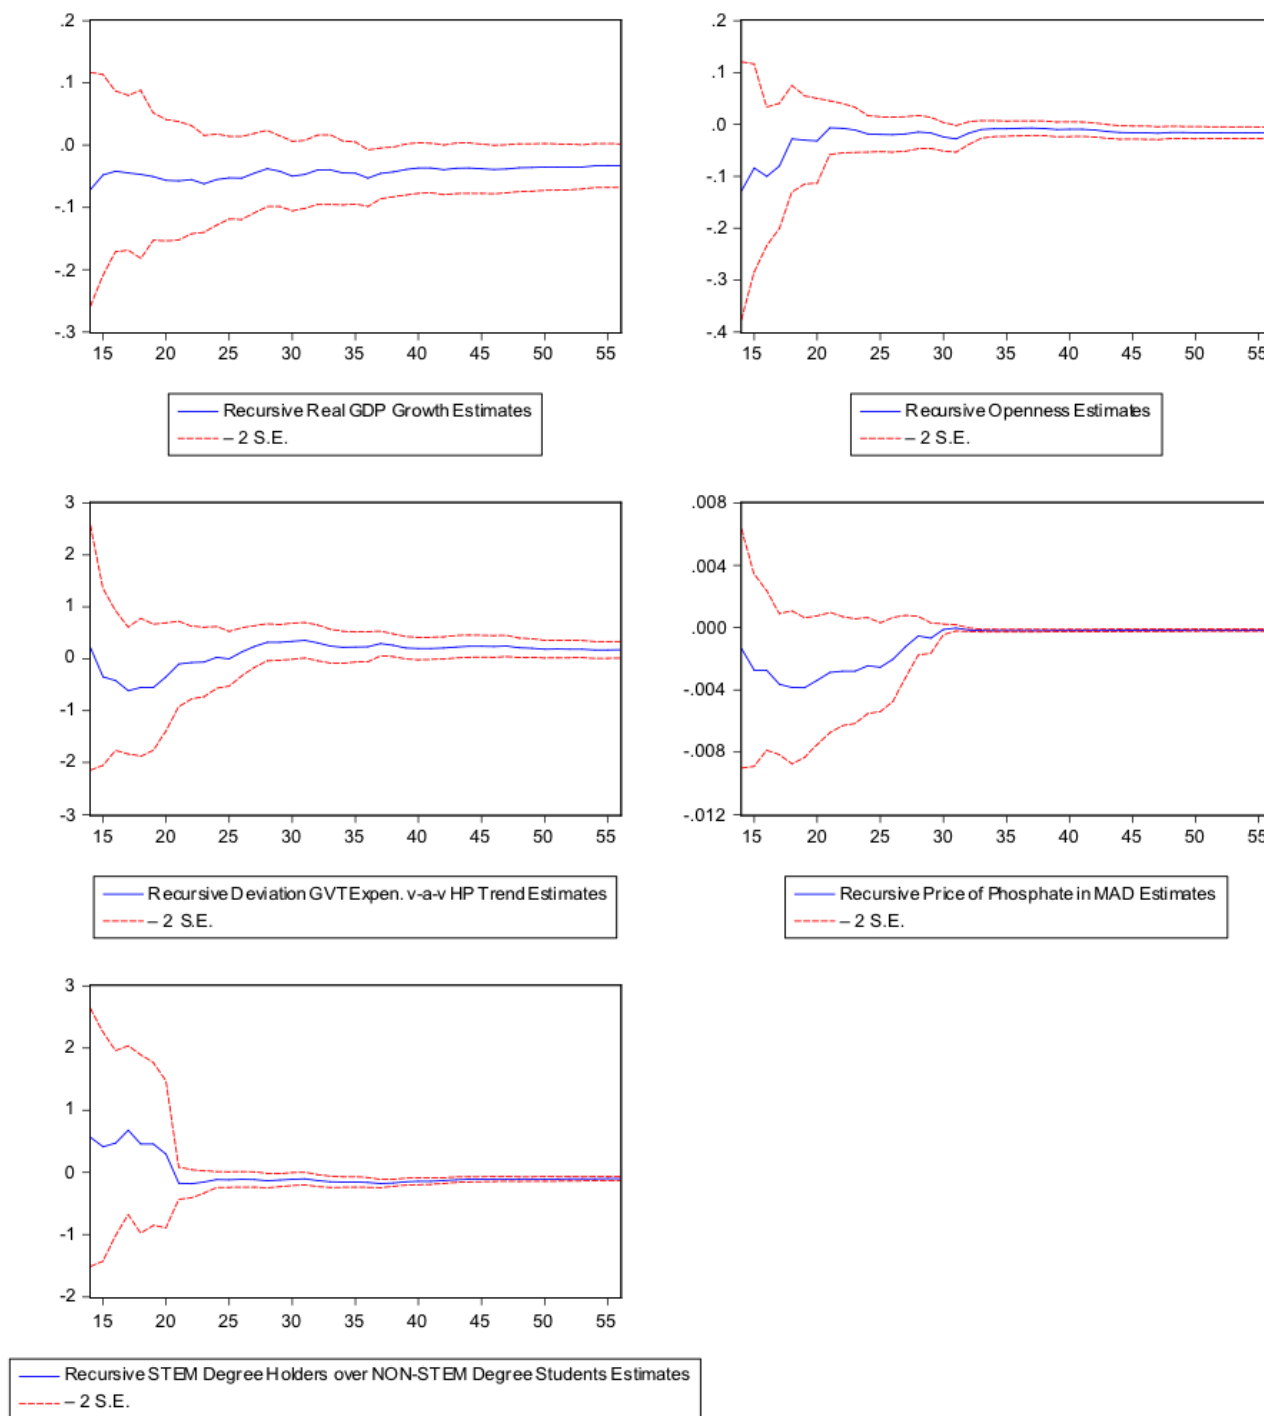 .2
.1
.0
-.1
-.2
-.3
15 20 25 30 35 40 45 50 55
Recursive Real GDP Growth Estimates
– 2 S.E.
.2
.1
.0
-.1
-.2
-.3
-.4
15 20 25 30 35 40 45 50 55
Recursive Openness Estimates
– 2 S.E.
3
2
1
0
-1
-2
-3
15 20 25 30 35 40 45 50 55
Recursive Deviation GVT Expen. v-a-v HP Trend Estimates
– 2 S.E.
.008
.004
.000
-.004
-.008
-.012
15 20 25 30 35 40 45 50 55
Recursive Price of Phosphate in MAD Estimates
– 2 S.E.
3
2
1
0
-1
-2
15 20 25 30 35 40 45 50 55
Recursive STEM Degree Holders over NON-STEM Degree Students Estimates
– 2 S.E.